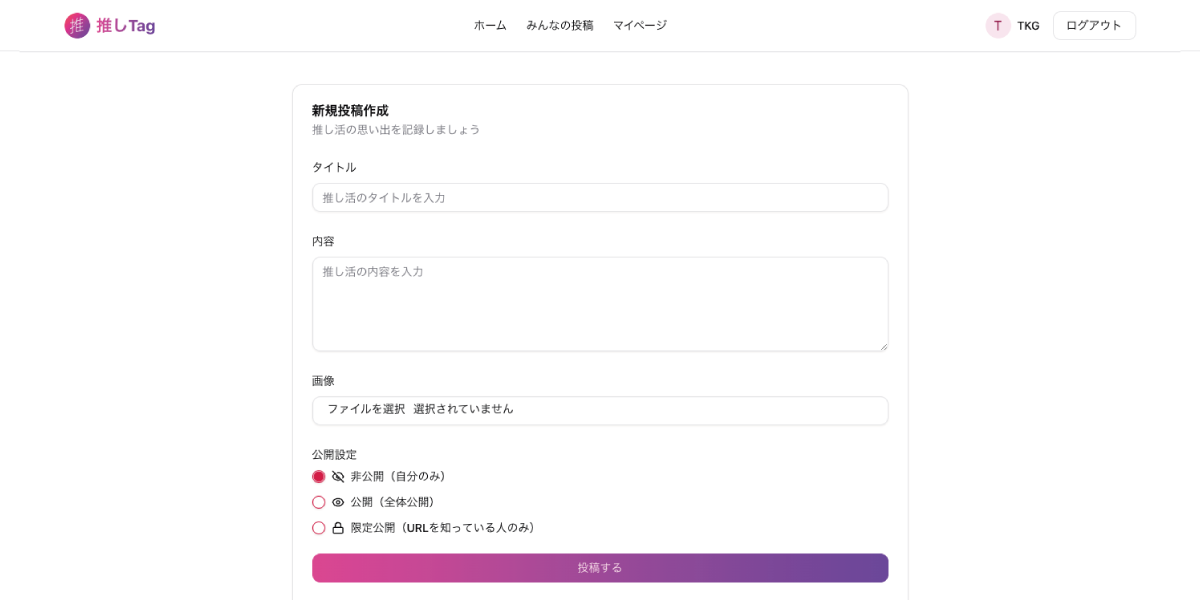 推 推しTag
ホーム みんなの投稿 マイページ
T TKG ログアウト
新規投稿作成
推し活の思い出を記録しましょう
タイトル
推し活のタイトルを入力
内容
推し活の内容を入力
画像
ファイルを選択 選択されていません
公開設定
非公開（自分のみ）
公開（全体公開）
限定公開（URLを知っている人のみ）
投稿する